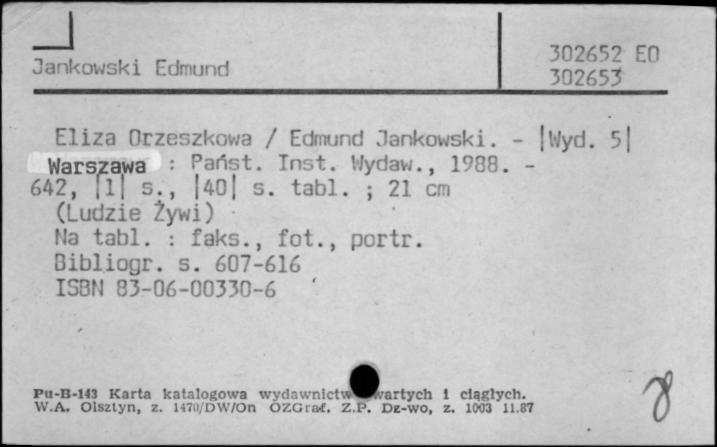 302652 EO
Jankowski Edmund
302653
Eliza Orzeszkowa / Edmund Jankowski. - |Wyd. 5|
Warszawa : Państ. Inst. Wydaw., 1988. -
642, |1| s., |40| s. tabl. ; 21 cm
(Ludzie Żywi)
Na tabl. : faks., fot., portr.
Bibliogr. s. 607-616
ISBN 83-06-00330-6
Pu-B-143 Karta katalogowa wydawnictw wartych i ciągłych.
W.A. Olsztyn, z. 1470/DW/On OZGraf. Z.P. Dz-wo, z. 1003 11.87